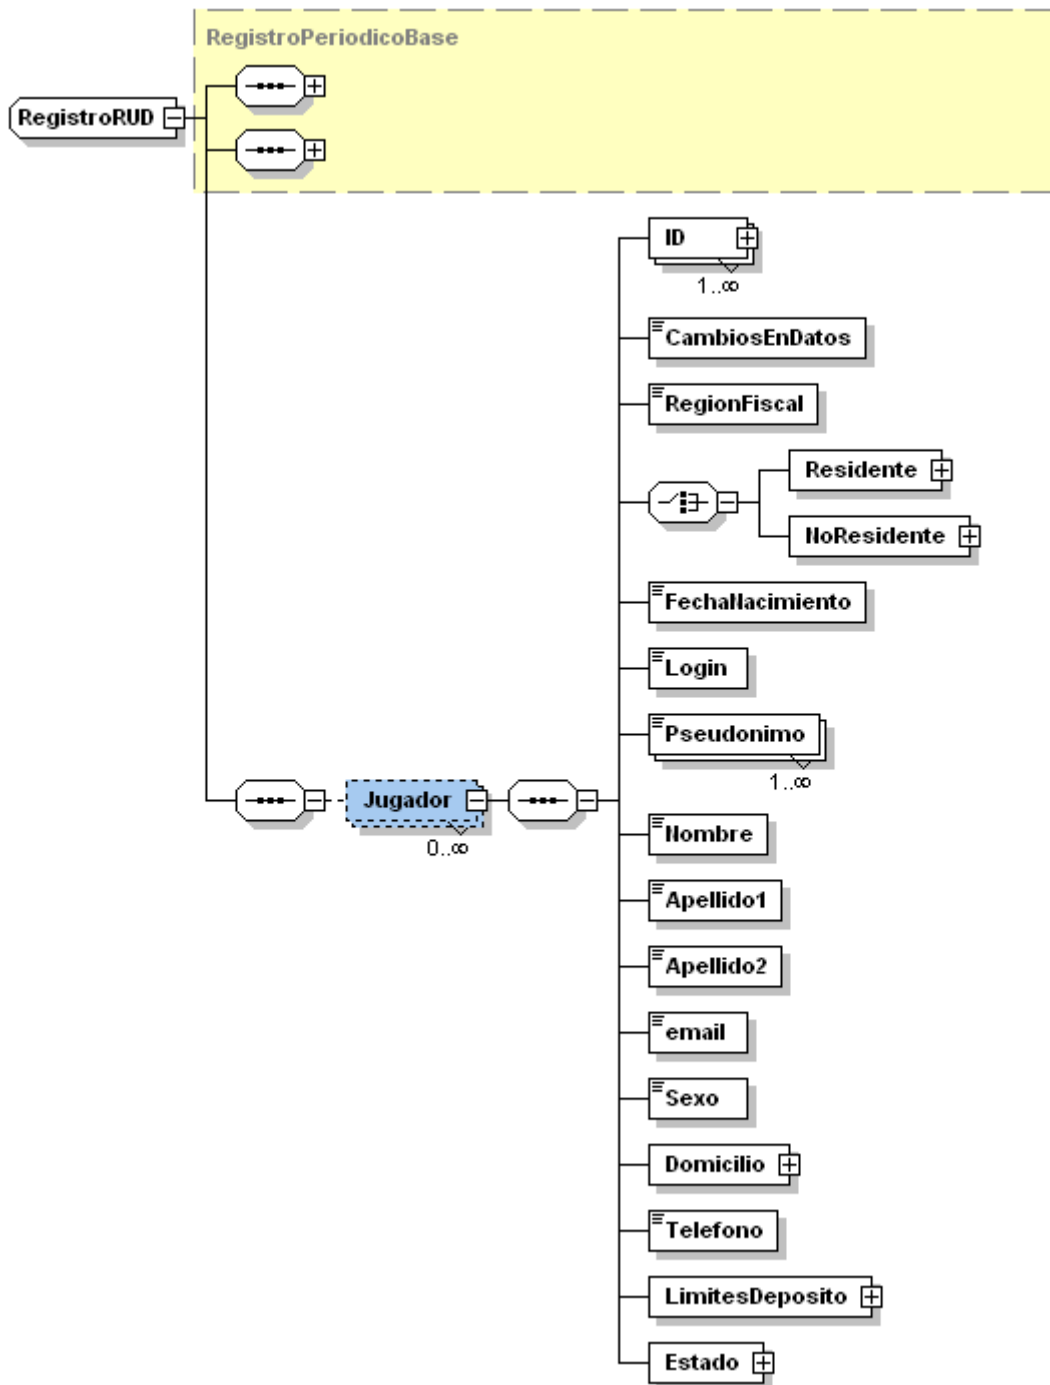 RegistroPeriodicoBase
RegistroRUD
ID
1..∞
CambiosEnDatos
RegionFiscal
Residente
NoResidente
FechaNacimiento
Login
Pseudonimo
1..∞
Jugador
0..∞
Nombre
Apellido1
Apellido2
email
Sexo
Domicilio
Telefono
LimitesDeposito
Estado